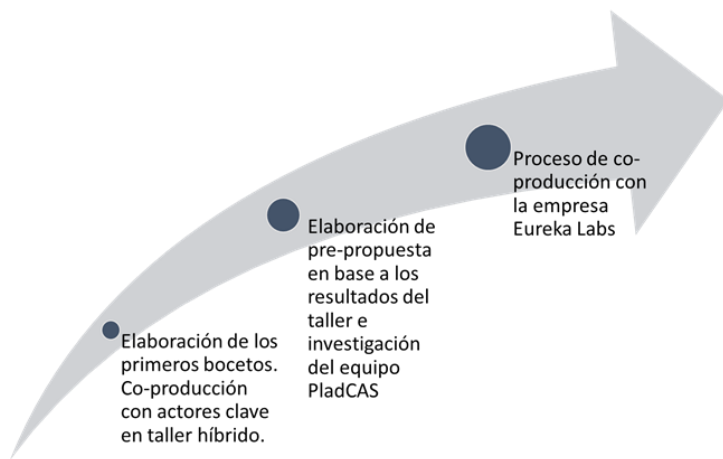 Elaboración de los
primeros bocetos.
Co-producción
con actores clave
en taller híbrido.
Elaboración de
pre-propuesta
en base a los
resultados del
taller e
investigación
del equipo
PladCAS
Proceso de co-
producción con
la empresa
Eureka Labs